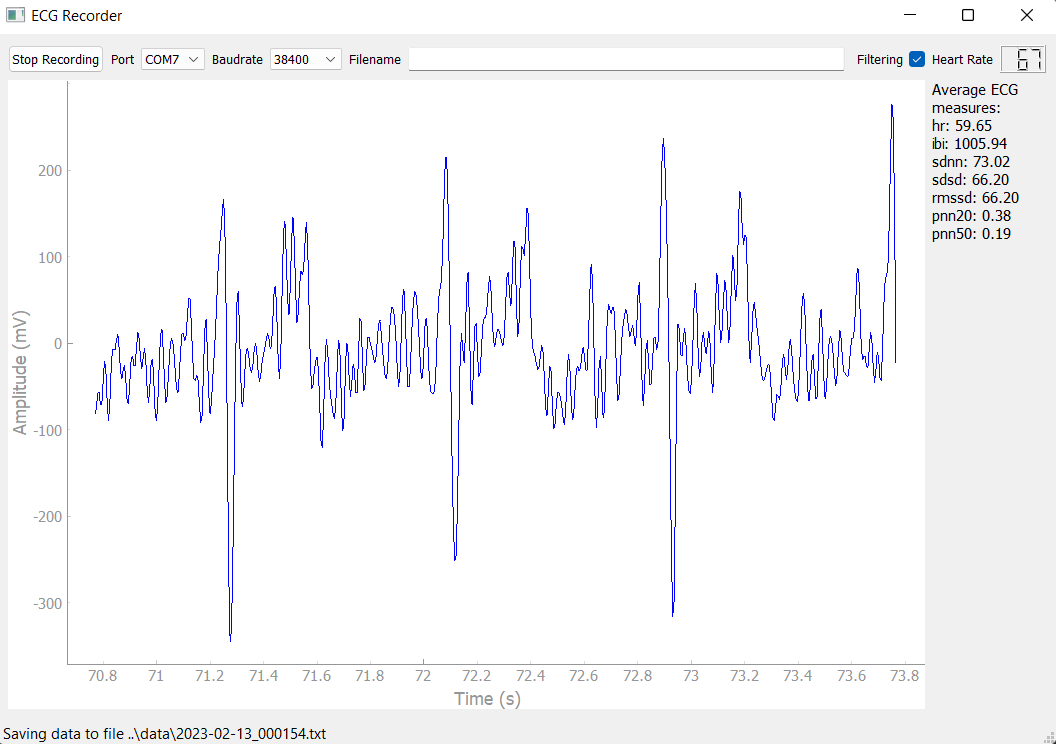 ECG Recorder
Stop Recording Port COM7 Baudrate 38400 Filename Filtering Heart Rate 67
Average ECG
measures:
hr: 59.65
ibi: 1005.94
sdnn: 73.02
sdsd: 66.20
rmssd: 66.20
pnn20: 0.38
pnn50: 0.19
Amplitude (mV)
200
100
0
-100
-200
-300
70.8 71 71.2 71.4 71.6 71.8 72 72.2 72.4 72.6 72.8 73 73.2 73.4 73.6 73.8
Time (s)
Saving data to file ..\data\2023-02-13_000154.txt